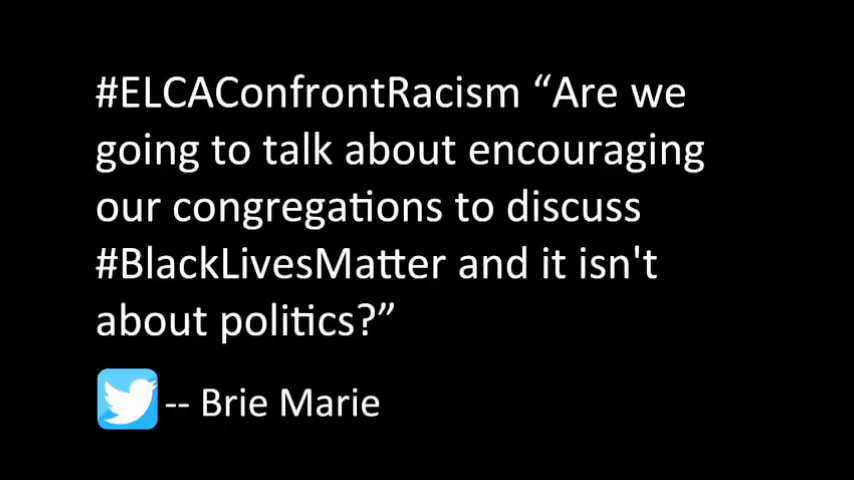 #ELCAConfrontRacism “Are we
going to talk about encouraging
our congregations to discuss
#BlackLivesMatter and it isn't
about politics?”
-- Brie Marie